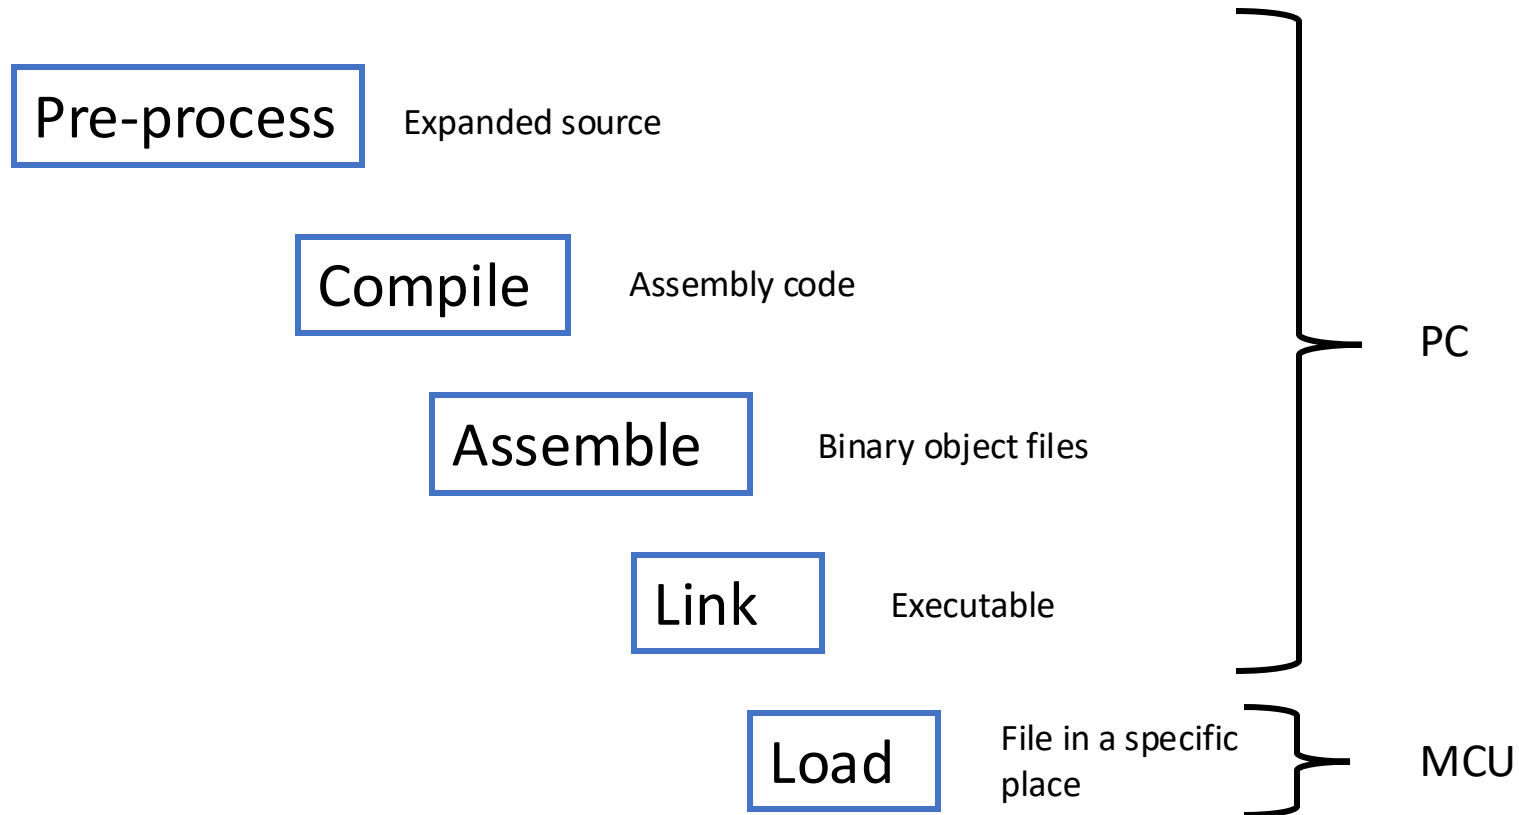 Pre-process
Expanded source
Compile
Assembly code
PC
Assemble
Binary object files
Link
Executable
Load
File in a specific
place
MCU